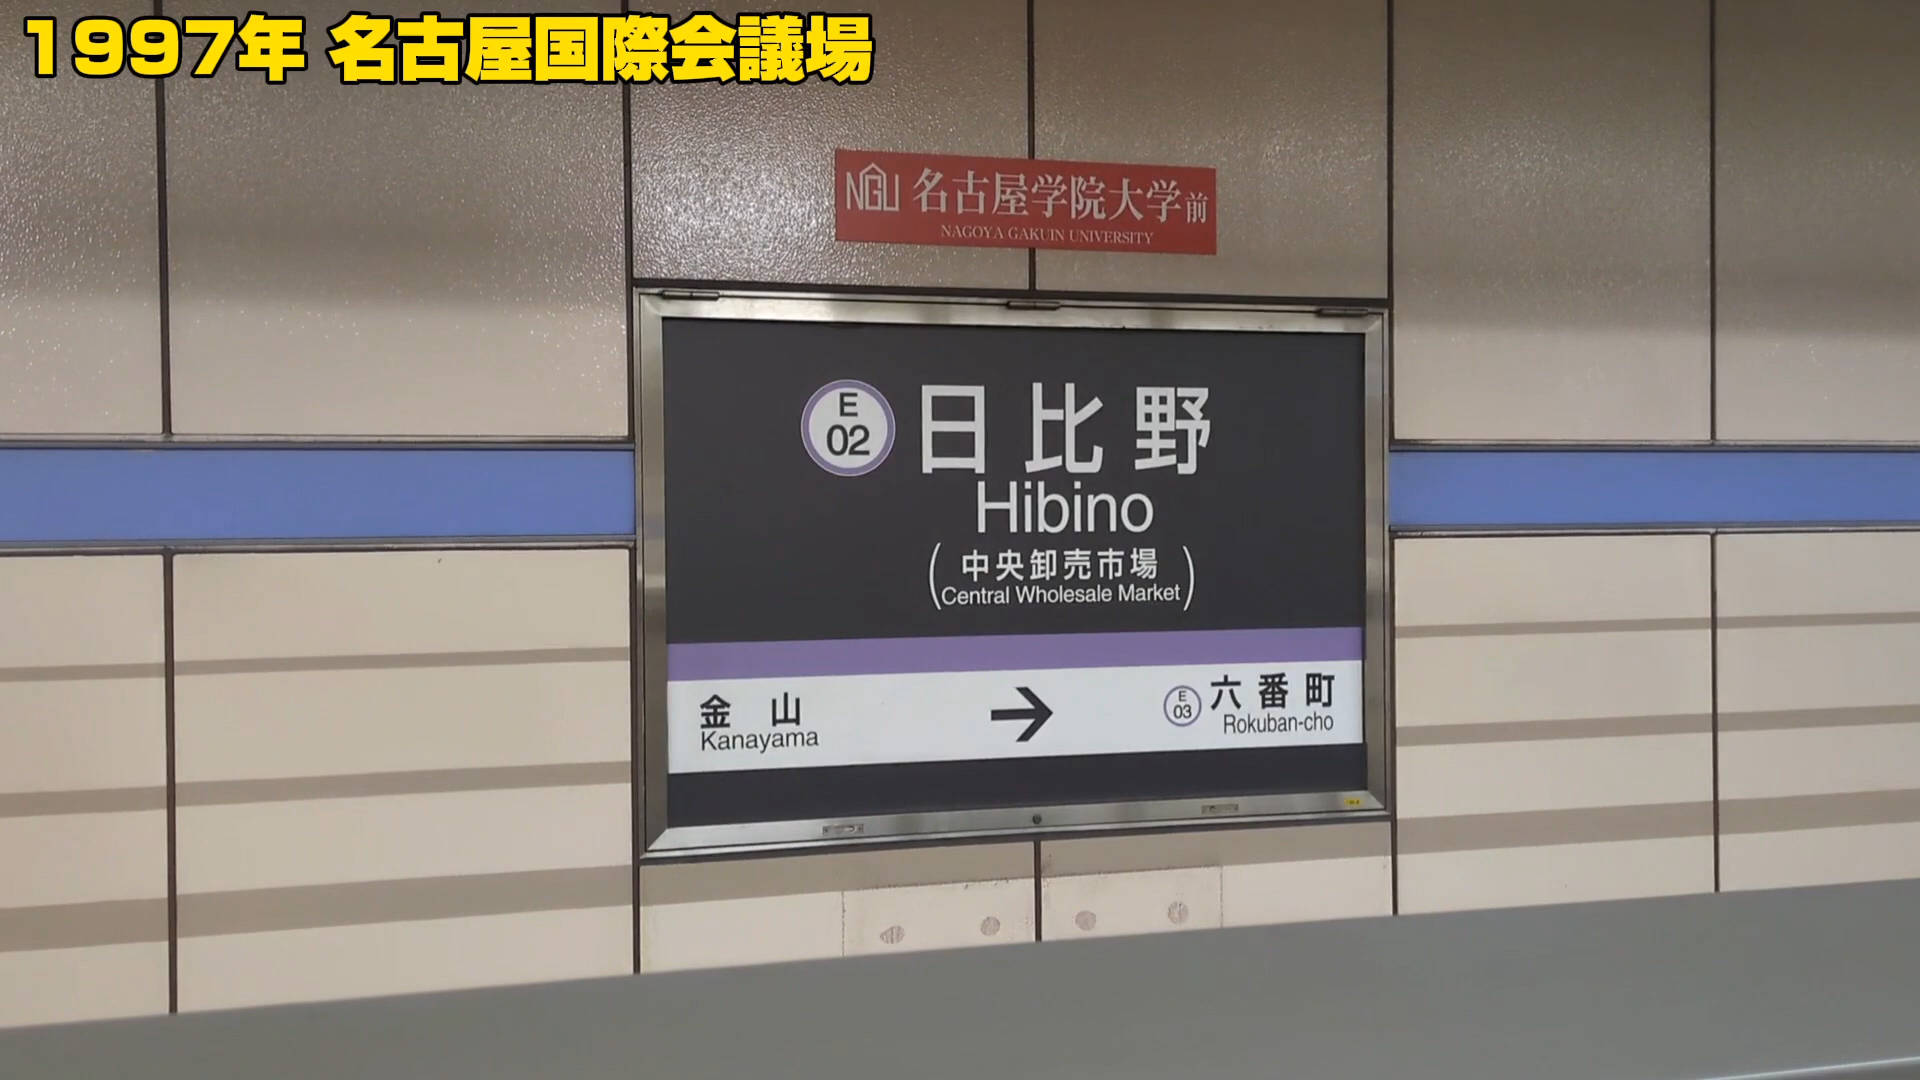 1997年 名古屋国際会議場
NGU 名古屋学院大学前
NAGOYA GAKUIN UNIVERSITY
E
02
日比野
Hibino
(中央卸売市場
Central Wholesale Market)
金山
Kanayama
→
E
03
六番町
Rokuban-cho